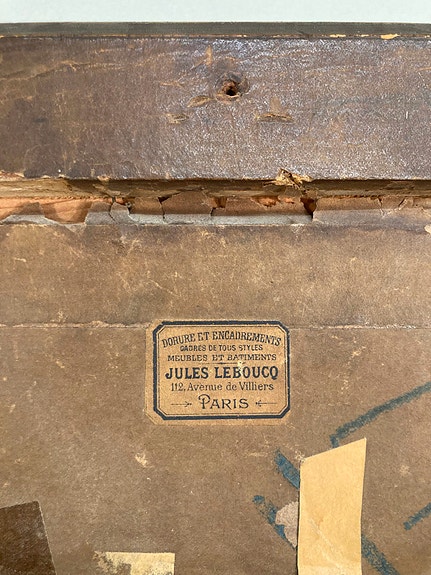 DORURE ET ENCADREMENTS
CADRES DE TOUS STYLES
MEUBLES ET BATIMENTS
JULES LEBOUCQ
112, Avenue de Villiers
PARIS